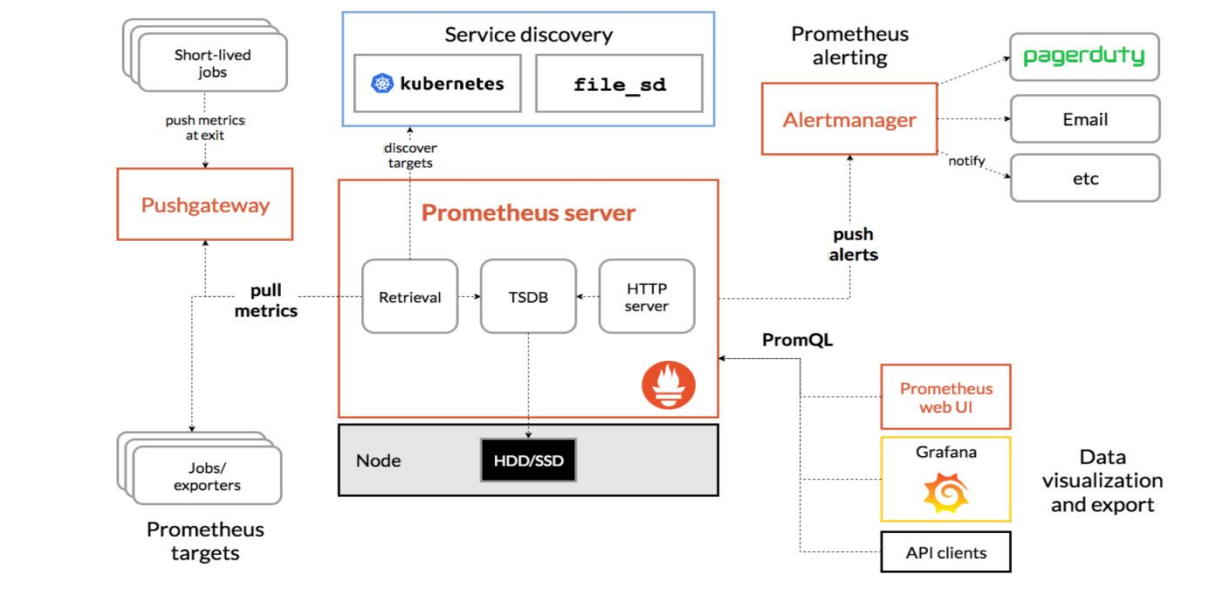 Short-lived
jobs
push metrics
at exit
Pushgateway
Service discovery
kubernetes
file_sd
discover
targets
Prometheus
alerting
Alertmanager
pagerduty
Email
notify
etc
Prometheus server
Retrieval
TSDB
HTTP
server
pull
metrics
push
alerts
PromQL
Node
HDD/SSD
Jobs/
exporters
Prometheus
targets
Prometheus
web UI
Grafana
API clients
Data
visualization
and export